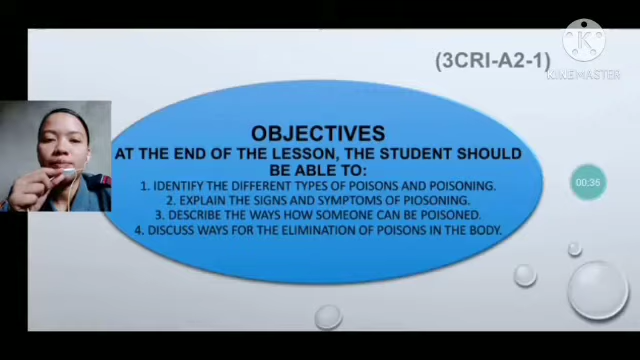 (3CRI-A2-1)
KINEMASTER
OBJECTIVES
AT THE END OF THE LESSON, THE STUDENT SHOULD
BE ABLE TO:
1. IDENTIFY THE DIFFERENT TYPES OF POISONS AND POISONING.
2. EXPLAIN THE SIGNS AND SYMPTOMS OF PIOSONING.
3. DESCRIBE THE WAYS HOW SOMEONE CAN BE POISONED.
4. DISCUSS WAYS FOR THE ELIMINATION OF POISONS IN THE BODY.
00:36